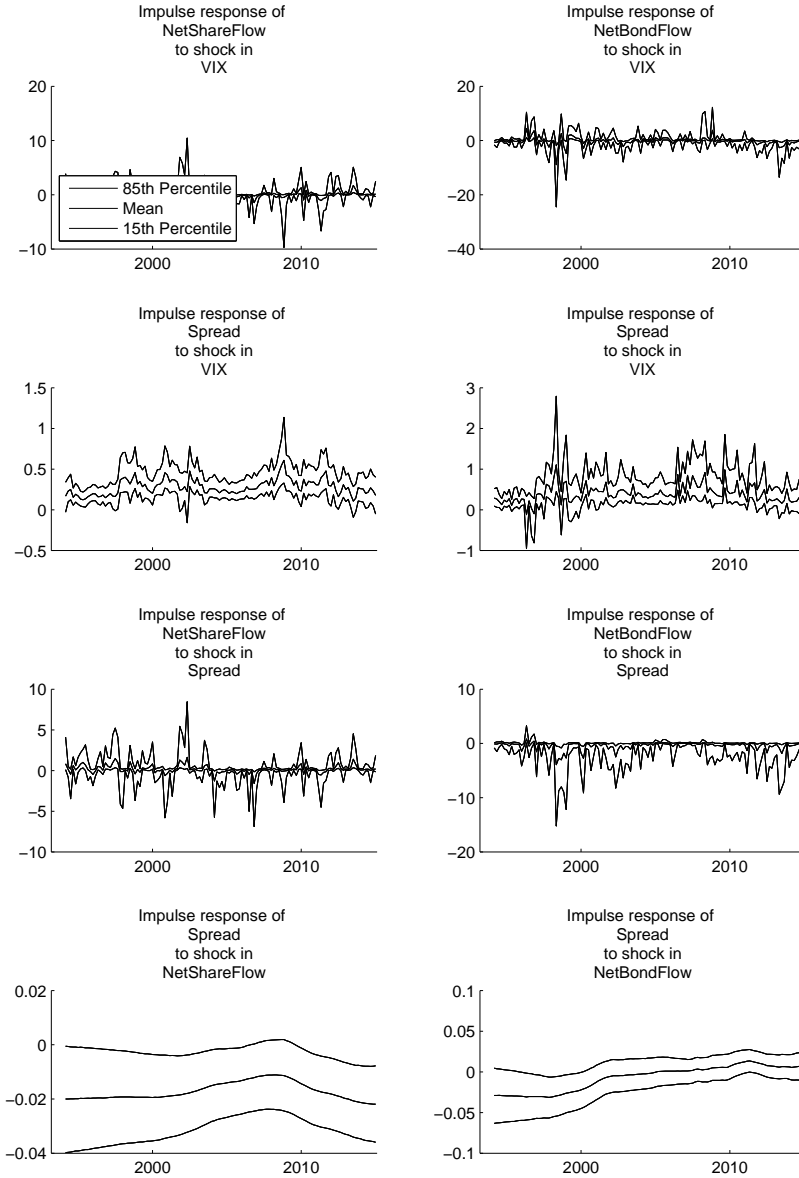 Impulse response of
NetShareFlow
to shock in
VIX
20
10
0
−10
85th Percentile
Mean
15th Percentile
2000
2010
Impulse response of
NetBondFlow
to shock in
VIX
20
0
−20
−40
2000
2010
Impulse response of
Spread
to shock in
VIX
1.5
1
0.5
0
−0.5
2000
2010
Impulse response of
Spread
to shock in
VIX
3
2
1
0
−1
2000
2010
Impulse response of
NetShareFlow
to shock in
Spread
10
5
0
−5
−10
2000
2010
Impulse response of
NetBondFlow
to shock in
Spread
10
0
−10
−20
2000
2010
Impulse response of
Spread
to shock in
NetShareFlow
0.02
0
−0.02
−0.04
2000
2010
Impulse response of
Spread
to shock in
NetBondFlow
0.1
0.05
0
−0.05
−0.1
2000
2010